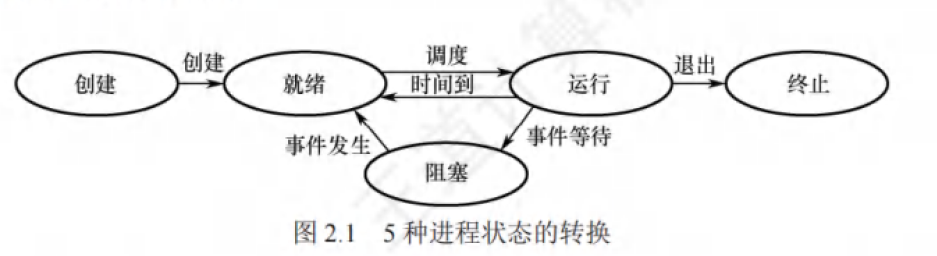 创建
创建
就绪
调度
时间到
运行
退出
终止
事件发生
事件等待
阻塞
图 2.1 5 种进程状态的转换